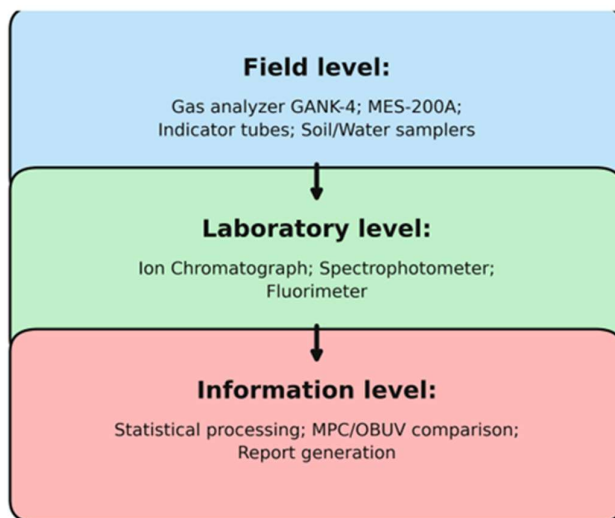 Field level:
Gas analyzer GANK-4; MES-200A;
Indicator tubes; Soil/Water samplers
Laboratory level:
Ion Chromatograph; Spectrophotometer;
Fluorimeter
Information level:
Statistical processing; MPC/OBUV comparison;
Report generation